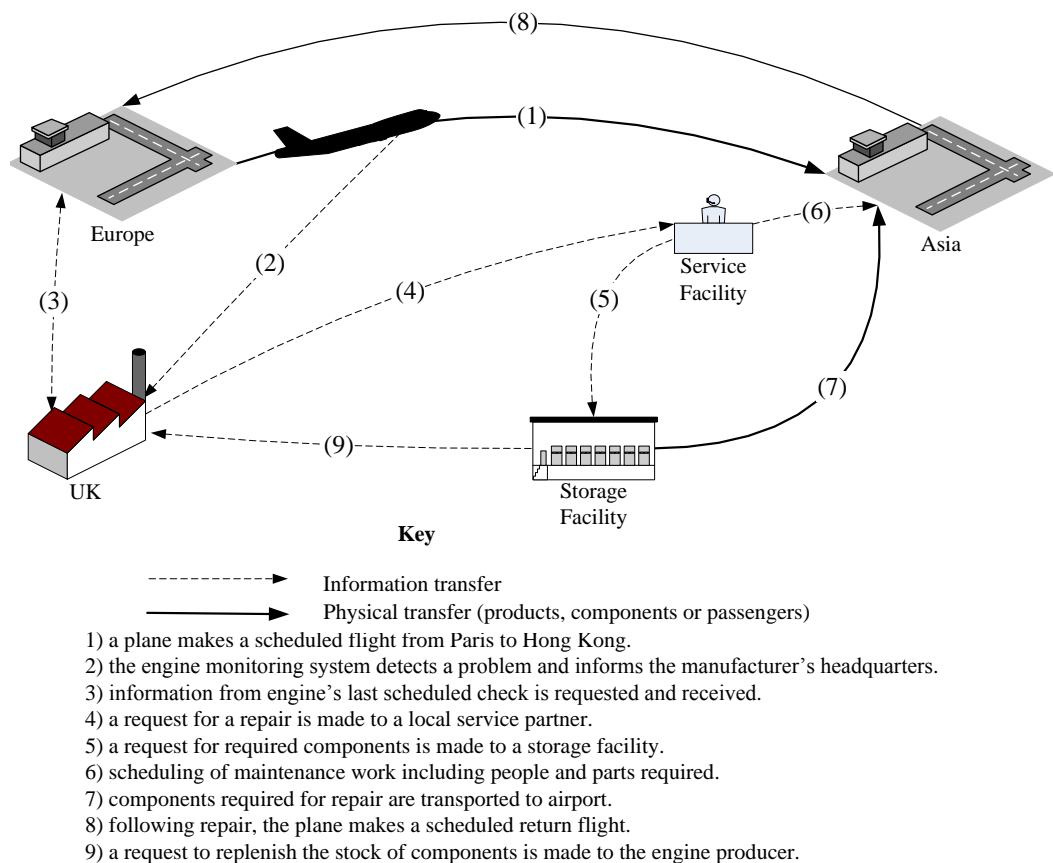 (8)
(1)
Europe
(6)
Asia
(2)
Service
Facility
(3)
(4)
(5)
(7)
(9)
UK
Storage
Facility
Key
Information transfer
Physical transfer (products, components or passengers)
1) a plane makes a scheduled flight from Paris to Hong Kong.
2) the engine monitoring system detects a problem and informs the manufacturer’s headquarters.
3) information from engine’s last scheduled check is requested and received.
4) a request for a repair is made to a local service partner.
5) a request for required components is made to a storage facility.
6) scheduling of maintenance work including people and parts required.
7) components required for repair are transported to airport.
8) following repair, the plane makes a scheduled return flight.
9) a request to replenish the stock of components is made to the engine producer.